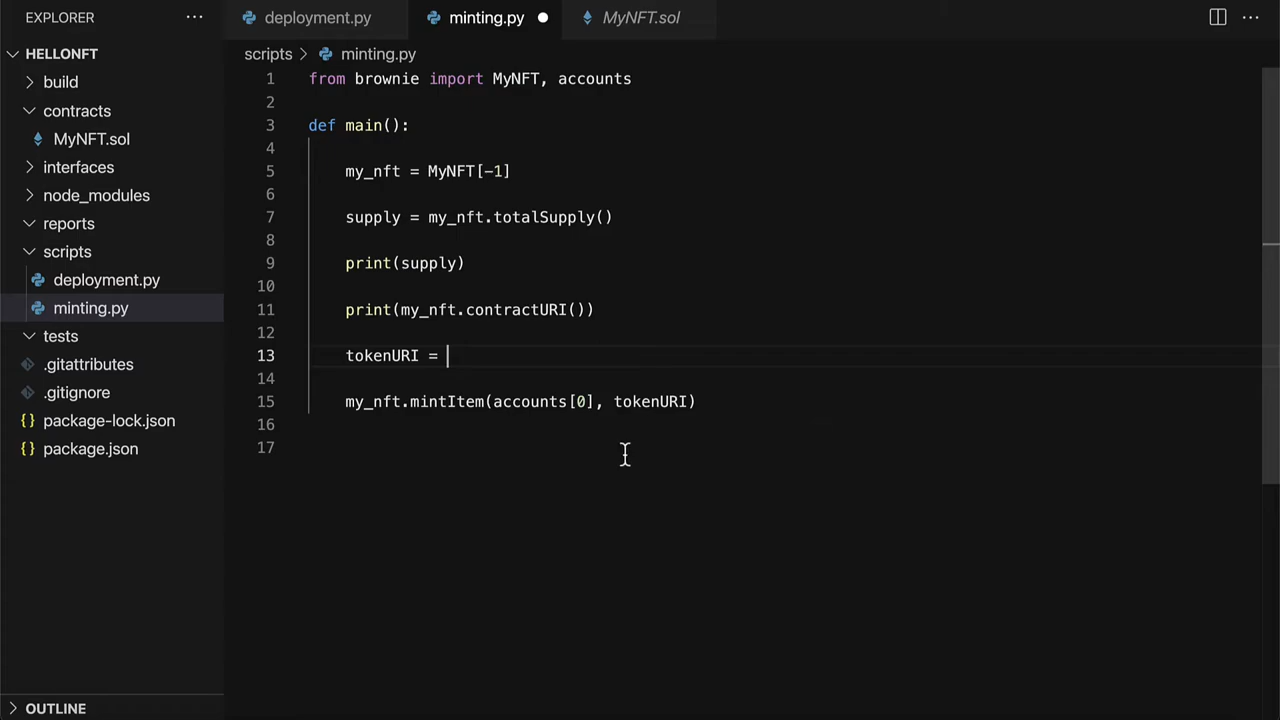 EXPLORER ···
deployment.py
minting.py
MyNFT.sol
···
HELLONFT
build
contracts
MyNFT.sol
interfaces
node_modules
reports
scripts
deployment.py
minting.py
tests
.gitattributes
.gitignore
{} package-lock.json
{} package.json
OUTLINE
scripts > minting.py
1 from brownie import MyNFT, accounts
2
3 def main():
4
5 my_nft = MyNFT[-1]
6
7 supply = my_nft.totalSupply()
8
9 print(supply)
10
11 print(my_nft.contractURI())
12
13 tokenURI =
14
15 my_nft.mintItem(accounts[0], tokenURI)
16
17